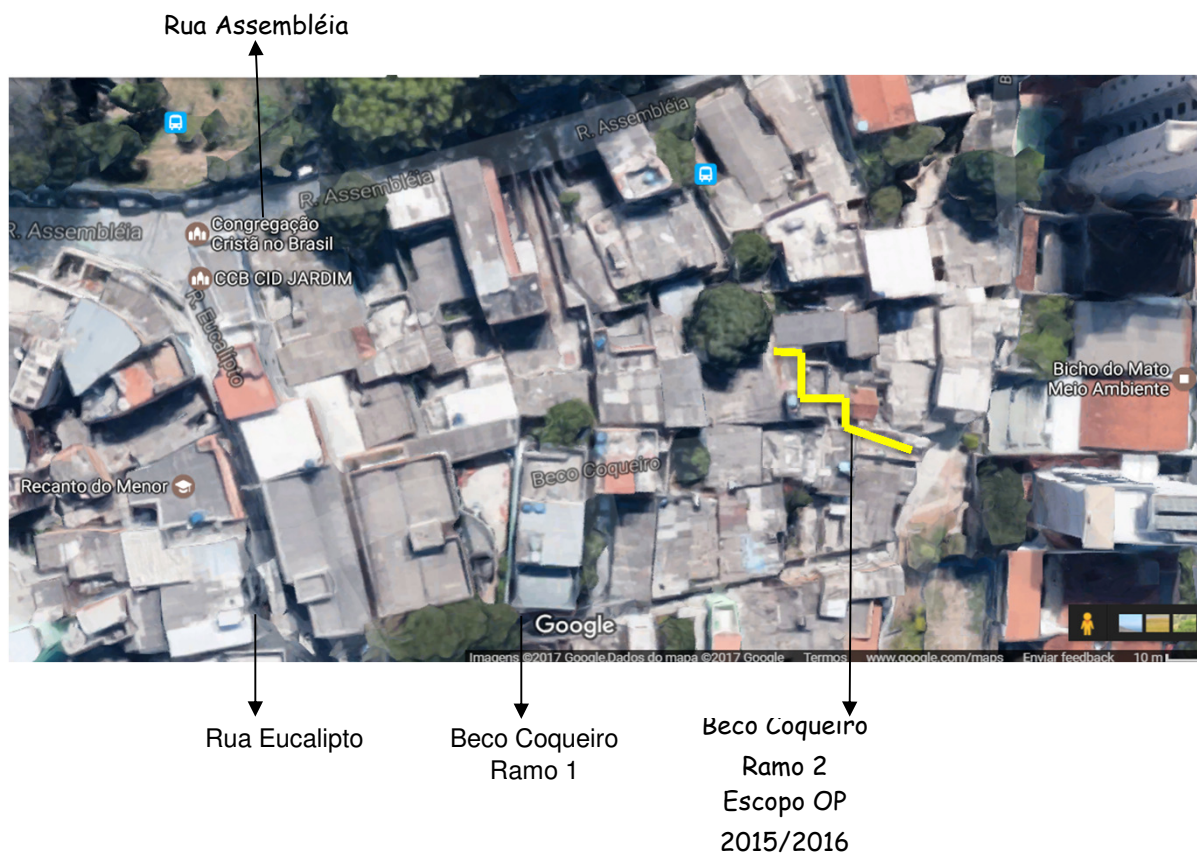 Rua Assembléia
R. Assembléia
R. Assembléia
R. Assembléia
Congregação
Cristã no Brasil
CCB CID JARDIM
R. Eucalipto
Bicho do Mato
Meio Ambiente
Beco Coqueiro
Recanto do Menor
Google
Imagens ©2017 Google,Dados do mapa ©2017 Google Termos www.google.com/maps Enviar feedback 10 m
Rua Eucalipto
Beco Coqueiro
Ramo 1
Beco Coqueiro
Ramo 2
Escopo OP
2015/2016